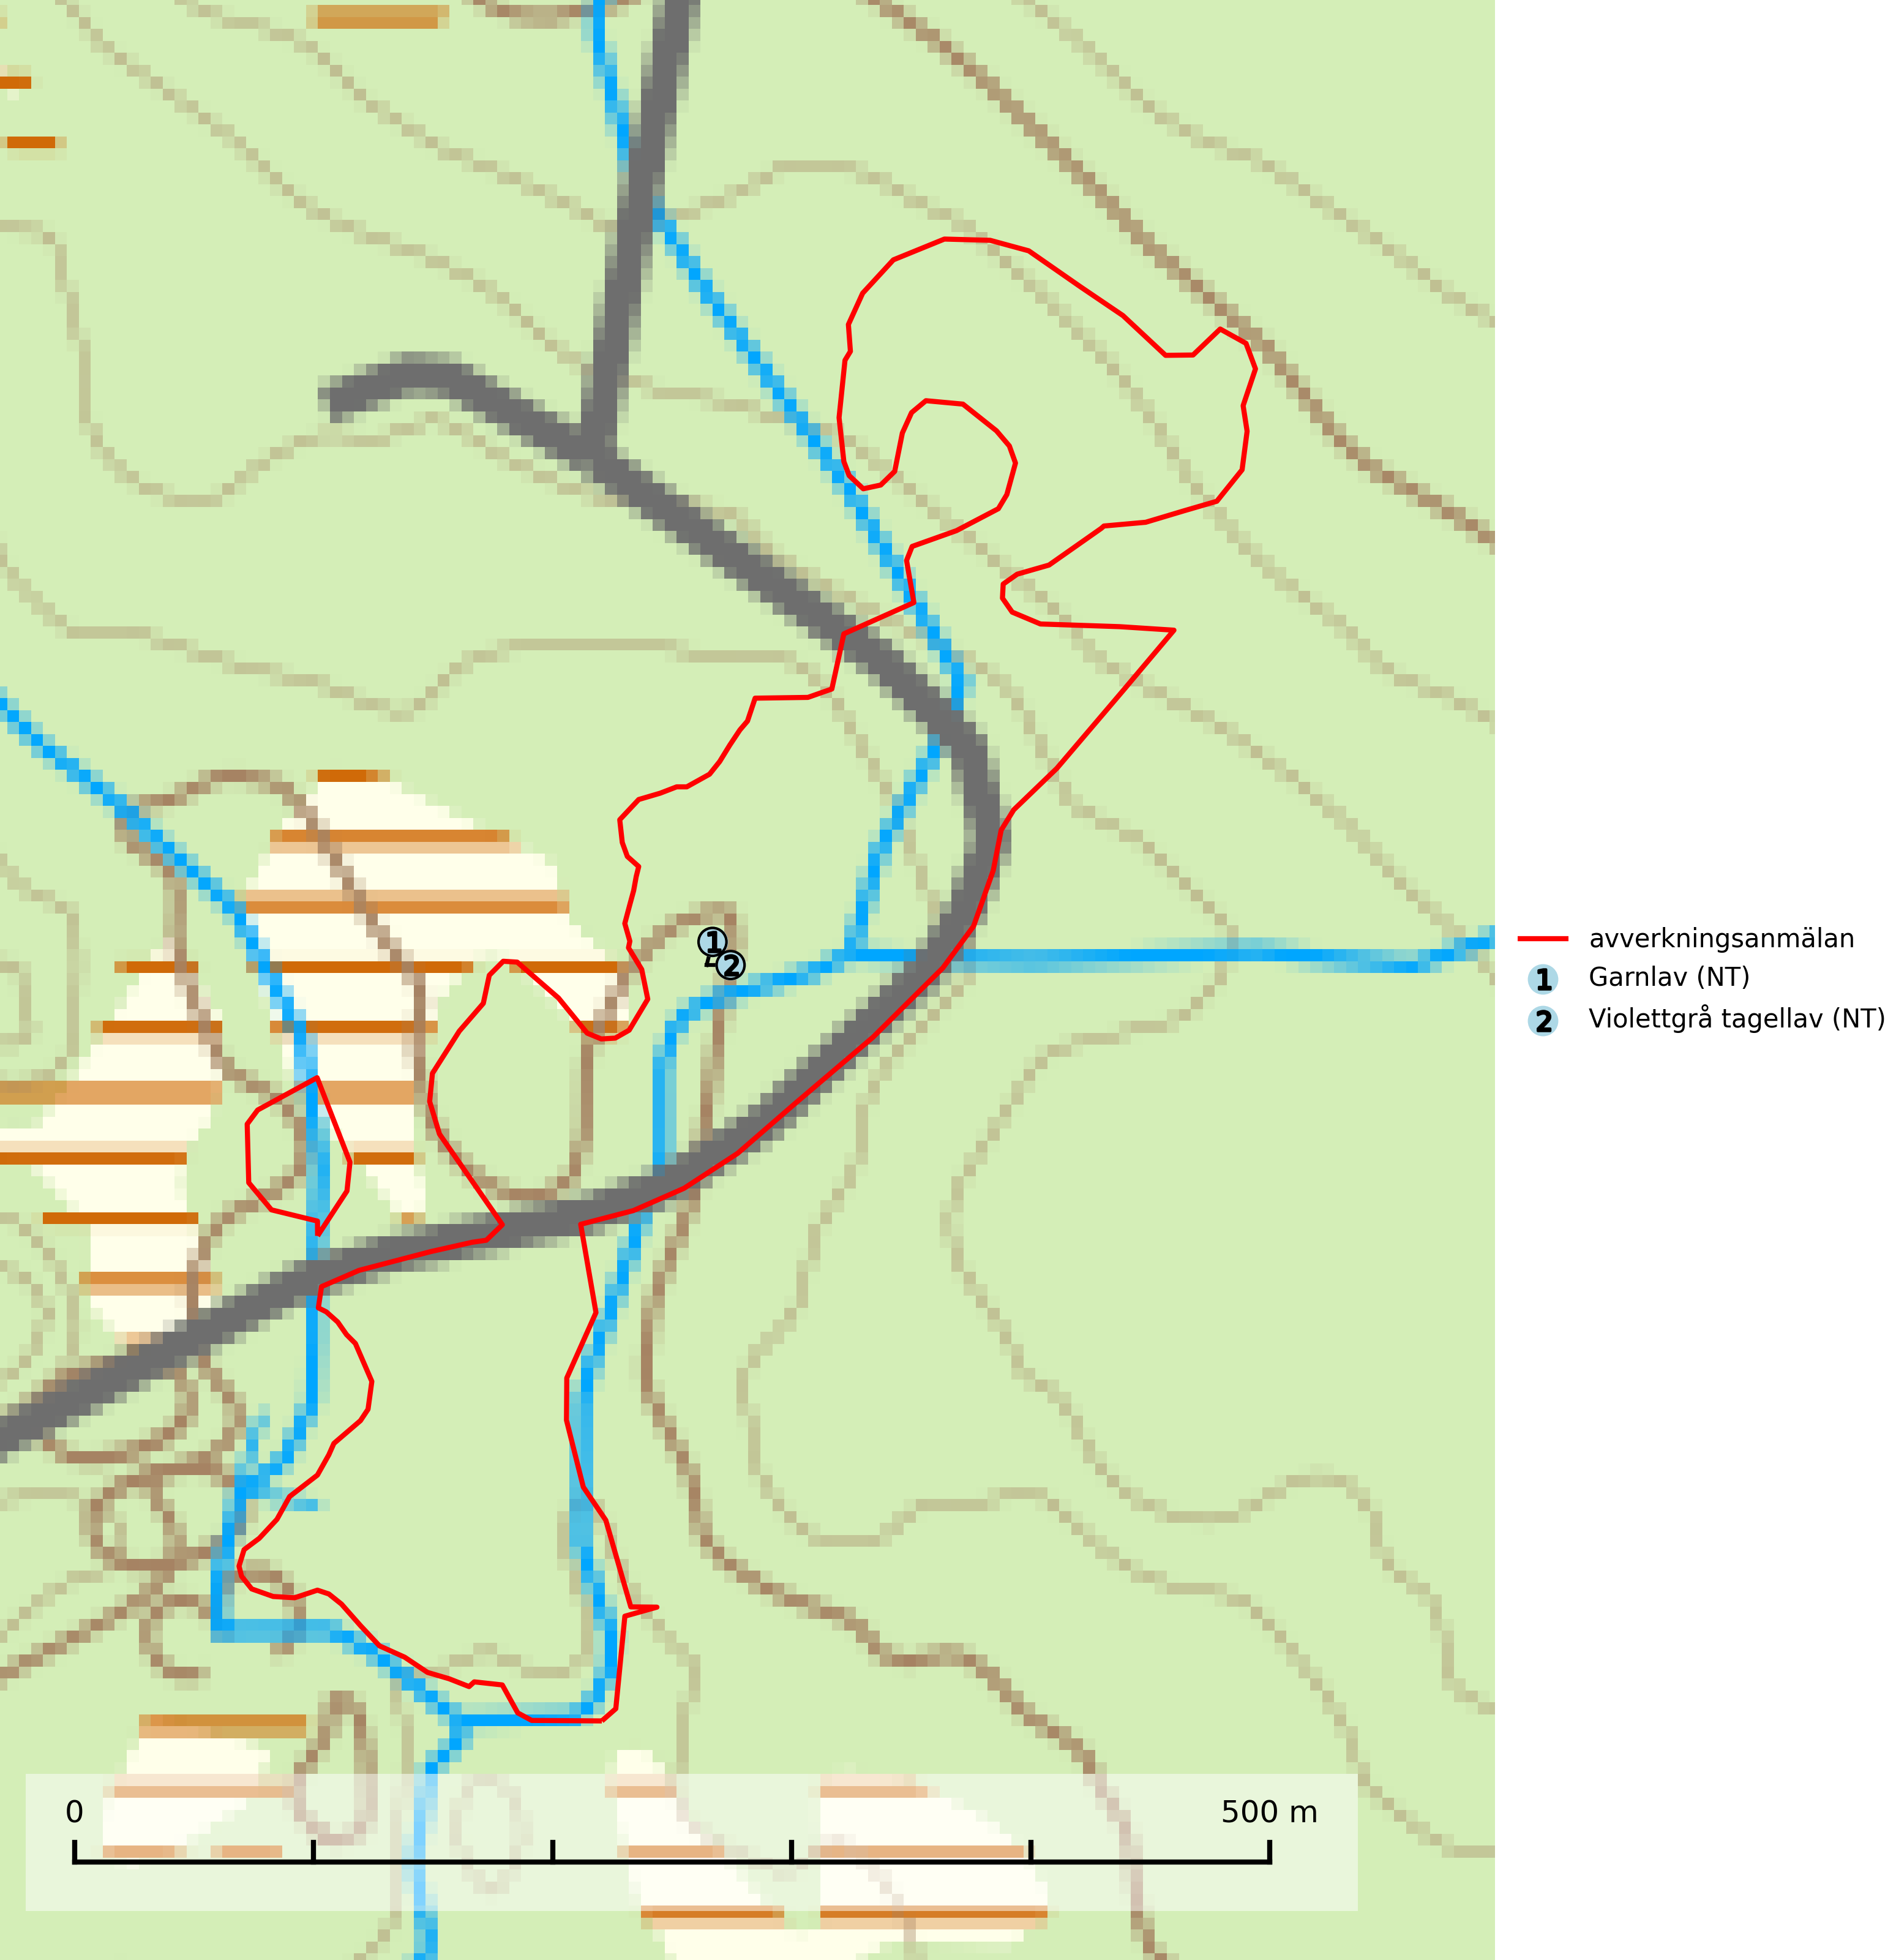 1
2
avverkningsanmälan
1 Garnlav (NT)
2 Violettgrå tagellav (NT)
0 500 m